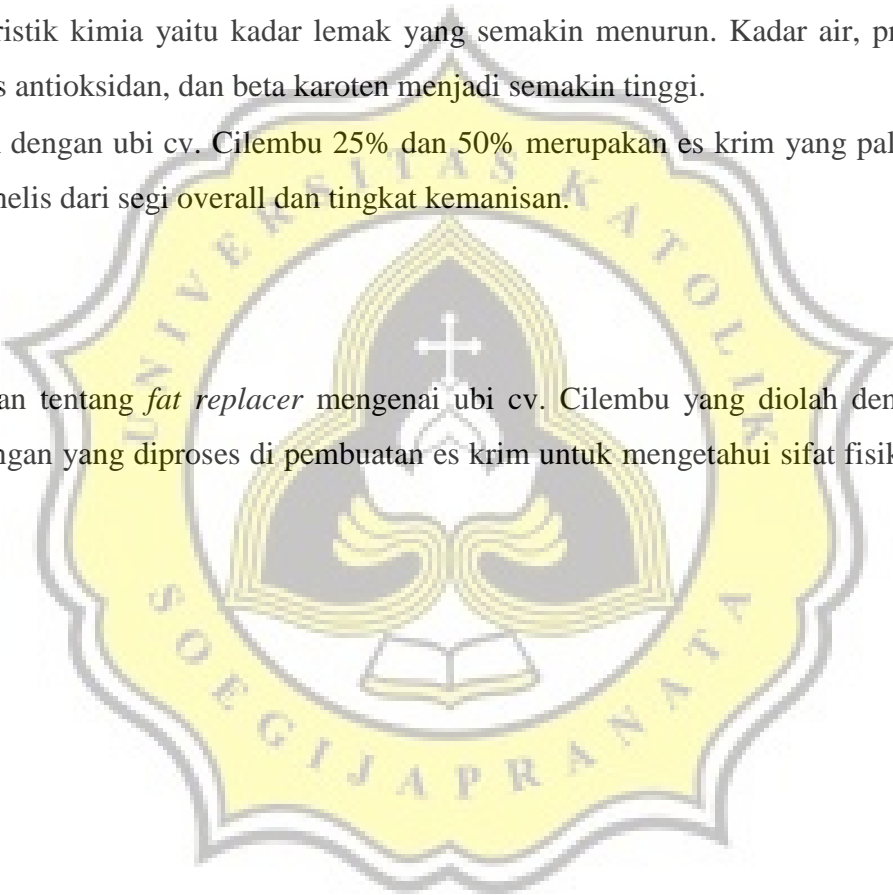 ristik kimia yaitu kadar lemak yang semakin menurun. Kadar air, pr
s antioksidan, dan beta karoten menjadi semakin tinggi.
dengan ubi cv. Cilembu 25% dan 50% merupakan es krim yang pal
nelis dari segi overall dan tingkat kemanisan.
an tentang fat replacer mengenai ubi cv. Cilembu yang diolah den
ngan yang diproses di pembuatan es krim untuk mengetahui sifat fisik
UNIVERSITAS KATOLIK
SOEGIJAPRANATA